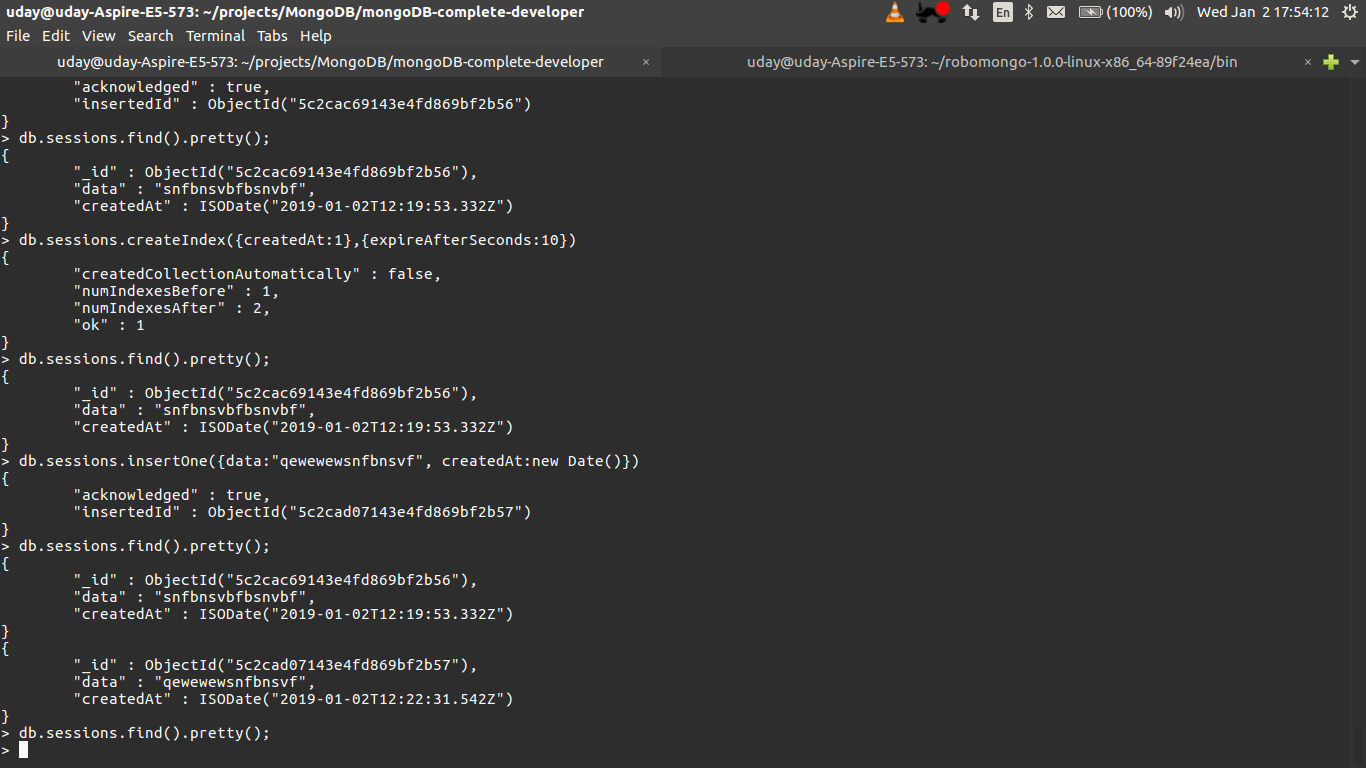 uday@uday-Aspire-E5-573: ~/projects/MongoDB/mongoDB-complete-developer En (100%) Wed Jan 2 17:54:12
File Edit View Search Terminal Tabs Help
uday@uday-Aspire-E5-573: ~/projects/MongoDB/mongoDB-complete-developer × uday@uday-Aspire-E5-573: ~/robomongo-1.0.0-linux-x86_64-89f24ea/bin ×
"acknowledged" : true,
"insertedId" : ObjectId("5c2cac69143e4fd869bf2b56")
}
> db.sessions.find().pretty();
{
"_id" : ObjectId("5c2cac69143e4fd869bf2b56"),
"data" : "snfbnsvbfbsnvbf",
"createdAt" : ISODate("2019-01-02T12:19:53.332Z")
}
> db.sessions.createIndex({createdAt:1},{expireAfterSeconds:10})
{
"createdCollectionAutomatically" : false,
"numIndexesBefore" : 1,
"numIndexesAfter" : 2,
"ok" : 1
}
> db.sessions.find().pretty();
{
"_id" : ObjectId("5c2cac69143e4fd869bf2b56"),
"data" : "snfbnsvbfbsnvbf",
"createdAt" : ISODate("2019-01-02T12:19:53.332Z")
}
> db.sessions.insertOne({data:"qewewewsnfbnsvf", createdAt:new Date()})
{
"acknowledged" : true,
"insertedId" : ObjectId("5c2cad07143e4fd869bf2b57")
}
> db.sessions.find().pretty();
{
"_id" : ObjectId("5c2cac69143e4fd869bf2b56"),
"data" : "snfbnsvbfbsnvbf",
"createdAt" : ISODate("2019-01-02T12:19:53.332Z")
}
{
"_id" : ObjectId("5c2cad07143e4fd869bf2b57"),
"data" : "qewewewsnfbnsvf",
"createdAt" : ISODate("2019-01-02T12:22:31.542Z")
}
> db.sessions.find().pretty();
>